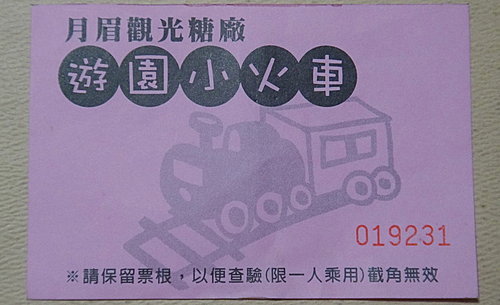 月眉觀光糖廠
遊園小火車
019231
※請保留票根，以便查驗(限一人乘用)截角無效